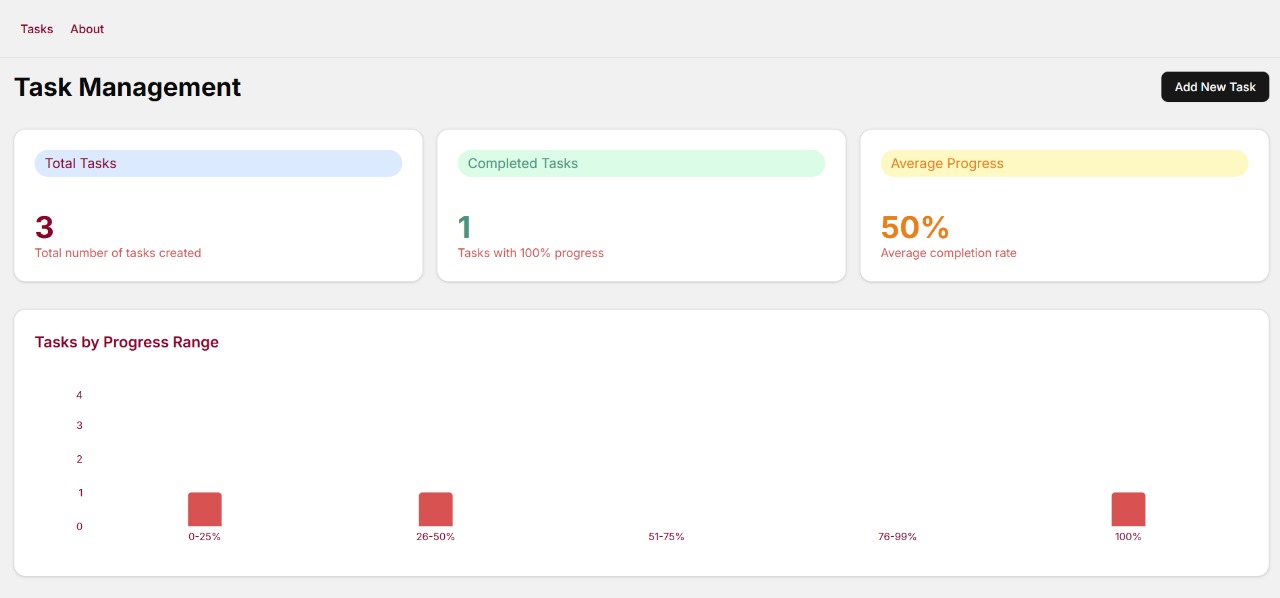 Tasks About
Task Management
Add New Task
Total Tasks
3
Total number of tasks created
Completed Tasks
1
Tasks with 100% progress
Average Progress
50%
Average completion rate
Tasks by Progress Range
4
3
2
1
0
0-25% 26-50% 51-75% 76-99% 100%